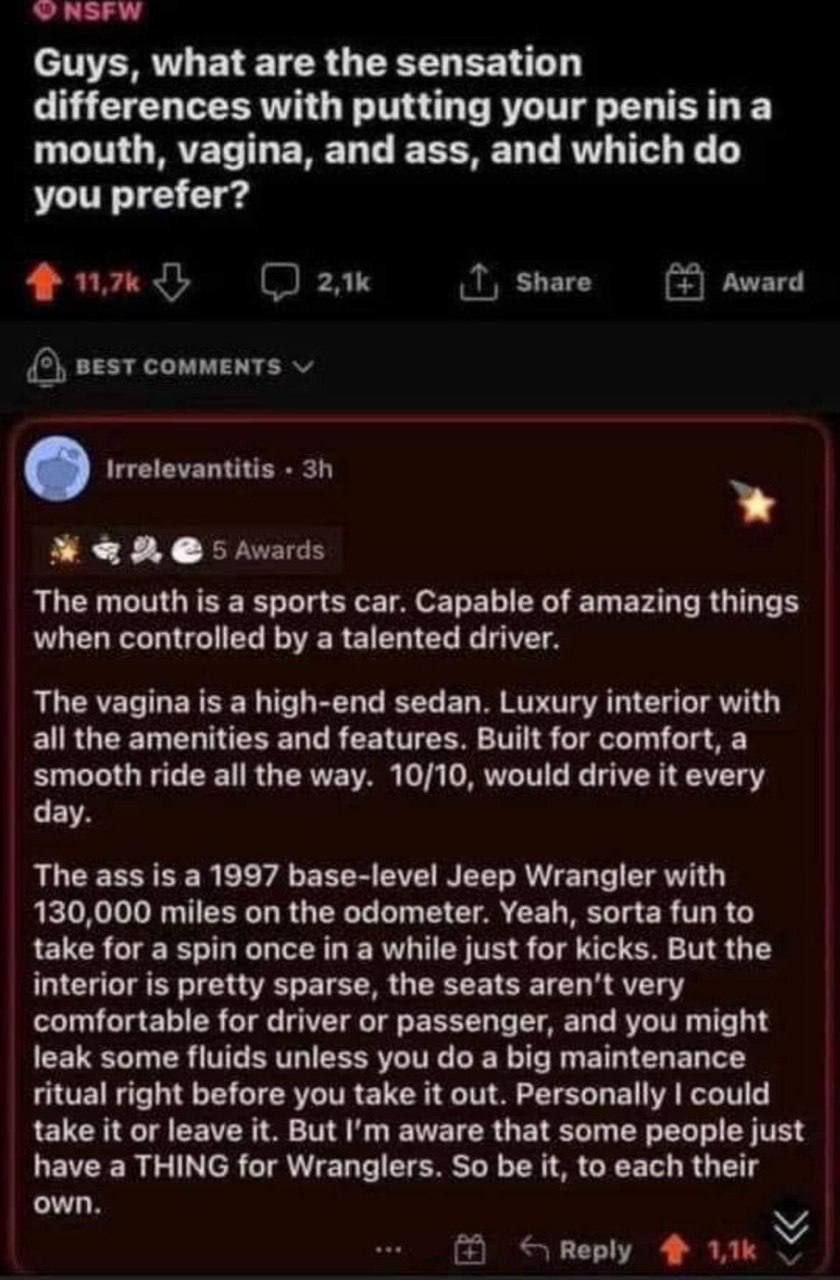 NSFW
Guys, what are the sensation
differences with putting your penis in a
mouth, vagina, and ass, and which do
you prefer?
11,7k 2,1k Share Award
BEST COMMENTS
Irrelevantitis • 3h
5 Awards
The mouth is a sports car. Capable of amazing things
when controlled by a talented driver.
The vagina is a high-end sedan. Luxury interior with
all the amenities and features. Built for comfort, a
smooth ride all the way. 10/10, would drive it every
day.
The ass is a 1997 base-level Jeep Wrangler with
130,000 miles on the odometer. Yeah, sorta fun to
take for a spin once in a while just for kicks. But the
interior is pretty sparse, the seats aren't very
comfortable for driver or passenger, and you might
leak some fluids unless you do a big maintenance
ritual right before you take it out. Personally I could
take it or leave it. But I'm aware that some people just
have a THING for Wranglers. So be it, to each their
own.
... Reply 1,1k